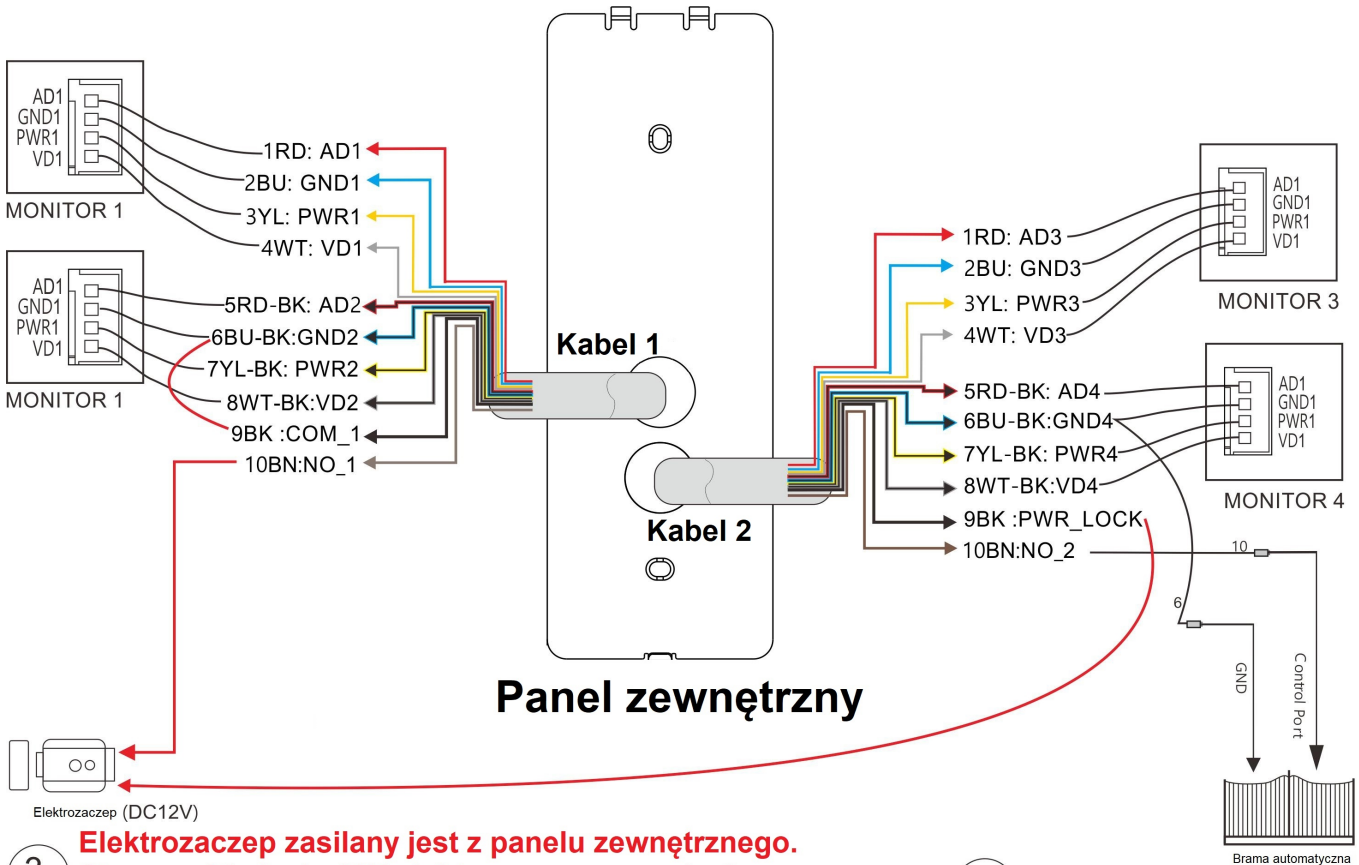 AD1
GND1
PWR1
VD1
MONITOR 1
1RD: AD1
2BU: GND1
3YL: PWR1
4WT: VD1
AD1
GND1
PWR1
VD1
MONITOR 1
5RD-BK: AD2
6BU-BK:GND2
7YL-BK: PWR2
8WT-BK:VD2
9BK :COM_1
10BN:NO_1
Kabel 1
Kabel 2
1RD: AD3
2BU: GND3
3YL: PWR3
4WT: VD3
AD1
GND1
PWR1
VD1
MONITOR 3
5RD-BK: AD4
6BU-BK:GND4
7YL-BK: PWR4
8WT-BK:VD4
9BK :PWR_LOCK
10BN:NO_2
AD1
GND1
PWR1
VD1
MONITOR 4
10
6
GND
Control Port
Panel zewnętrzny
Elektrozaczep (DC12V)
Elektrozaczep zasilany jest z panelu zewnętrznego.
Brama automatyczna